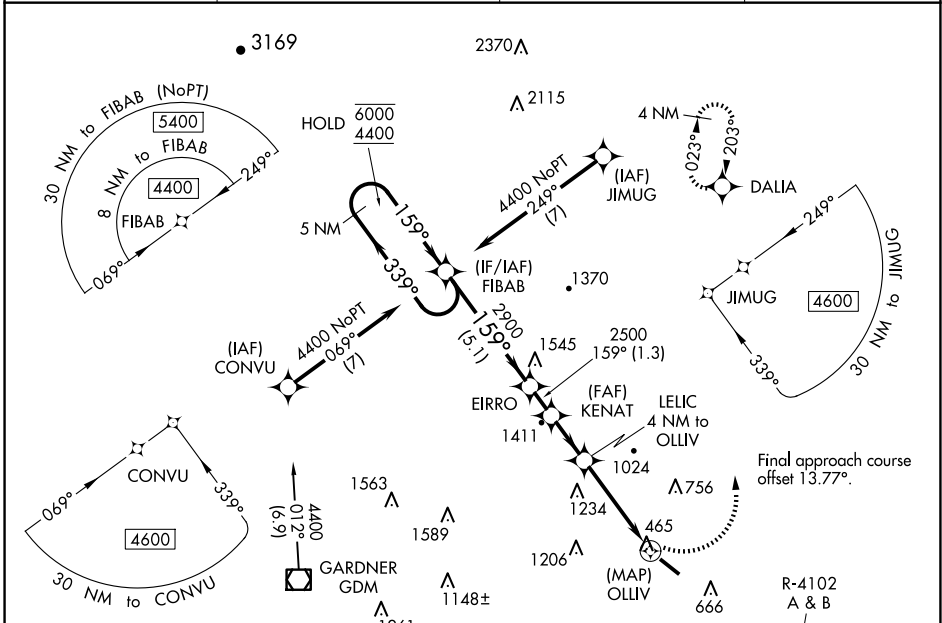 3169
2370
2115
30 NM to FIBAB (NoPT)
5400
8 NM to FIBAB
4400
FIBAB
249°
069°
HOLD
6000
4400
5 NM
159°
339°
4400 NoPT
249°
(7)
(IAF)
JIMUG
4 NM
023°
203°
DALIA
(IF/IAF)
FIBAB
1370
249°
JIMUG
4600
339°
30 NM to JIMUG
4400 NoPT
069°
(7)
(IAF)
CONVU
2900
159°
(5.1)
1545
2500
159° (1.3)
EIRRO
(FAF)
KENAT
1411
LELIC
4 NM to
OLLIV
1024
Final approach course
offset 13.77°.
CONVU
069°
339°
4600
30 NM to CONVU
4400
012°
(6.9)
GARDNER
GDM
1563
1589
1148±
1234
756
465
1206
(MAP)
OLLIV
666
R-4102
A & B